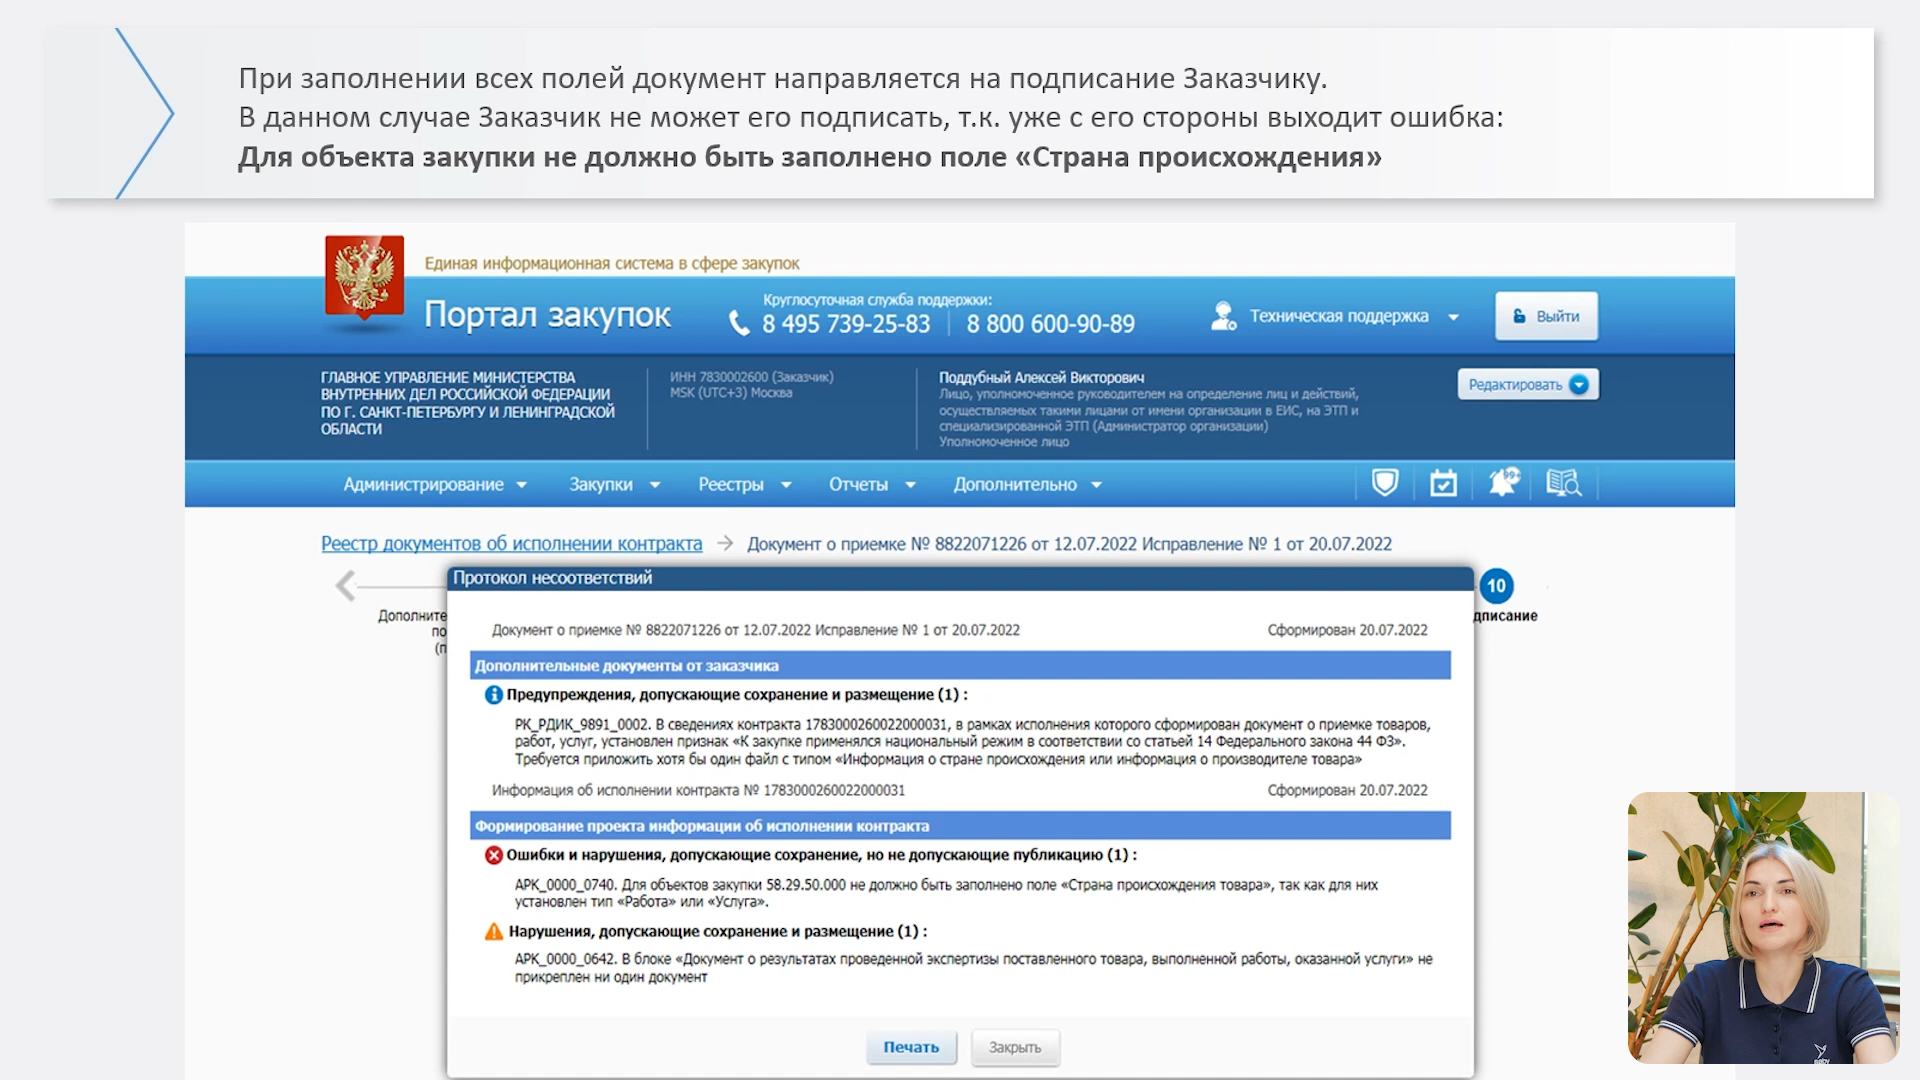 При заполнении всех полей документ направляется на подписание Заказчику.
В данном случае Заказчик не может его подписать, т.к. уже с его стороны выходит ошибка:
Для объекта закупки не должно быть заполнено поле «Страна происхождения»
Единая информационная система в сфере закупок
Портал закупок
Круглосуточная служба поддержки:
8 495 739-25-83
8 800 600-90-89
Техническая поддержка
Выйти
ГЛАВНОЕ УПРАВЛЕНИЕ МИНИСТЕРСТВА
ВНУТРЕННИХ ДЕЛ РОССИЙСКОЙ ФЕДЕРАЦИИ
ПО Г. САНКТ-ПЕТЕРБУРГУ И ЛЕНИНГРАДСКОЙ
ОБЛАСТИ
ИНН 7830002600 (Заказчик)
MSK (UTC+3) Москва
Поддубный Алексей Викторович
Лицо, уполномоченное руководителем на определение лиц и действий,
осуществляемых такими лицами от имени организации в ЕИС, на ЭТП и
специализированной ЭТП (Администратор организации)
Уполномоченное лицо
Редактировать
Администрирование
Закупки
Реестры
Отчеты
Дополнительно
99+
Реестр документов об исполнении контракта
Документ о приемке № 8822071226 от 12.07.2022 Исправление № 1 от 20.07.2022
Дополните
по
(п
10
дписание
Протокол несоответствий
Документ о приемке № 8822071226 от 12.07.2022 Исправление № 1 от 20.07.2022
Сформирован 20.07.2022
Дополнительные документы от заказчика
Предупреждения, допускающие сохранение и размещение (1) :
РК_РДИК_9891_0002. В сведениях контракта 1783000260022000031, в рамках исполнения которого сформирован документ о приемке товаров,
работ, услуг, установлен признак «К закупке применялся национальный режим в соответствии со статьей 14 Федерального закона 44 ФЗ».
Требуется приложить хотя бы один файл с типом «Информация о стране происхождения или информация о производителе товара»
Информация об исполнении контракта № 1783000260022000031
Сформирован 20.07.2022
Формирование проекта информации об исполнении контракта
Ошибки и нарушения, допускающие сохранение, но не допускающие публикацию (1) :
АРК_0000_0740. Для объектов закупки 58.29.50.000 не должно быть заполнено поле «Страна происхождения товара», так как для них
установлен тип «Работа» или «Услуга».
Нарушения, допускающие сохранение и размещение (1) :
АРК_0000_0642. В блоке «Документ о результатах проведенной экспертизы поставленного товара, выполненной работы, оказанной услуги» не
прикреплен ни один документ
Печать
Закрыть